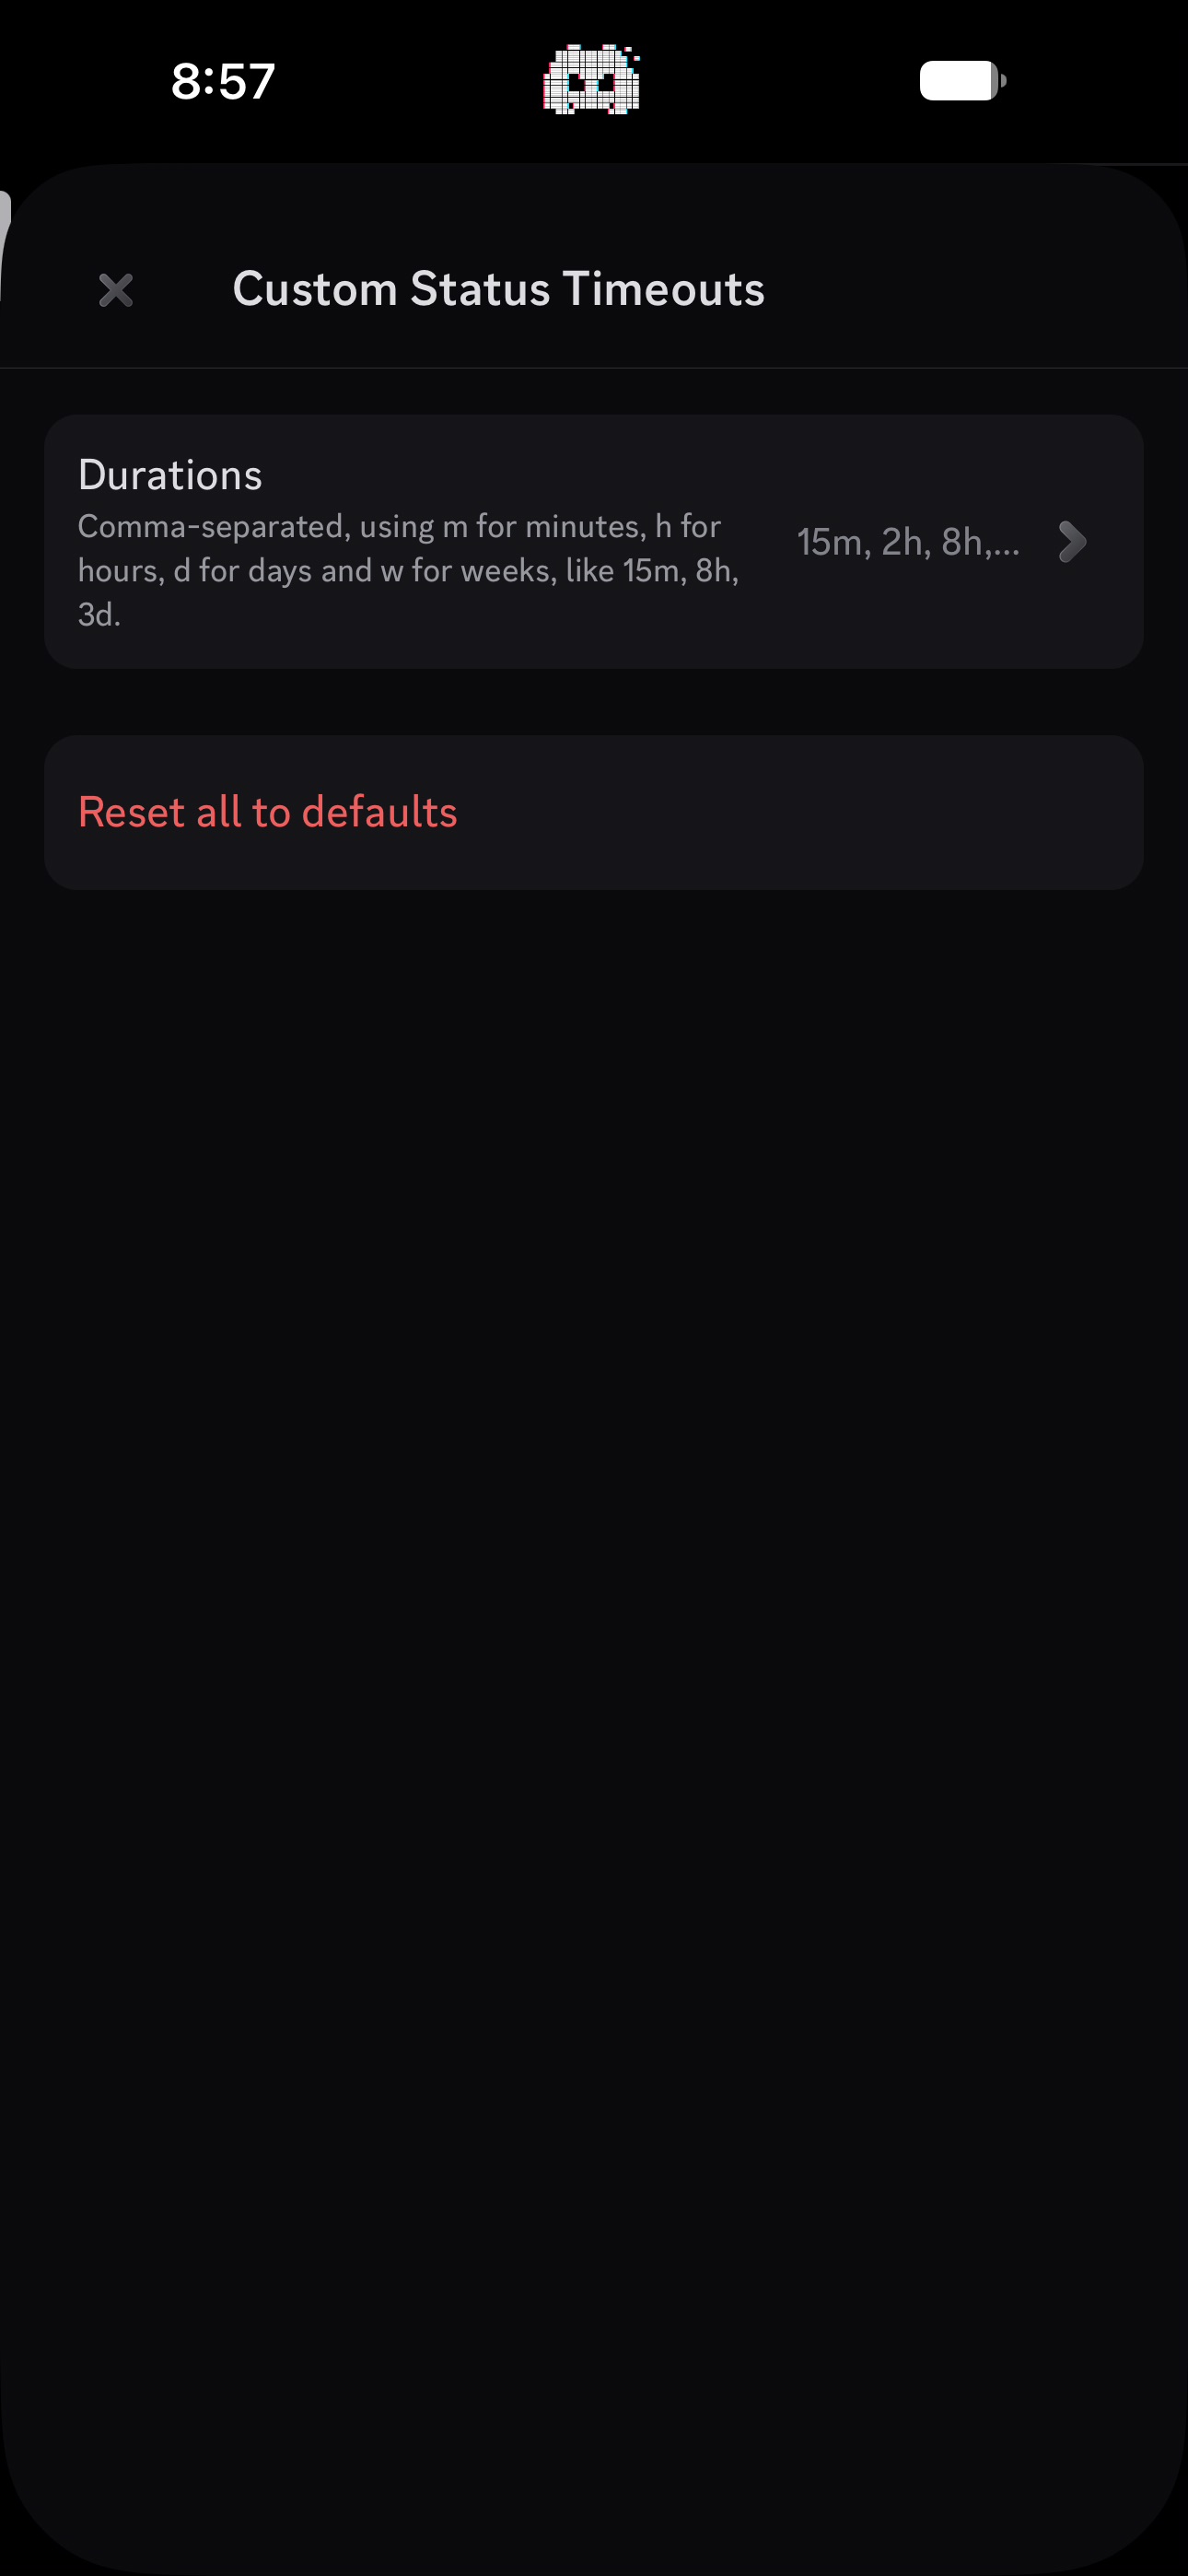 8:57
Custom Status Timeouts
Durations
Comma-separated, using m for minutes, h for
hours, d for days and w for weeks, like 15m, 8h,
3d.
15m, 2h, 8h,...
Reset all to defaults